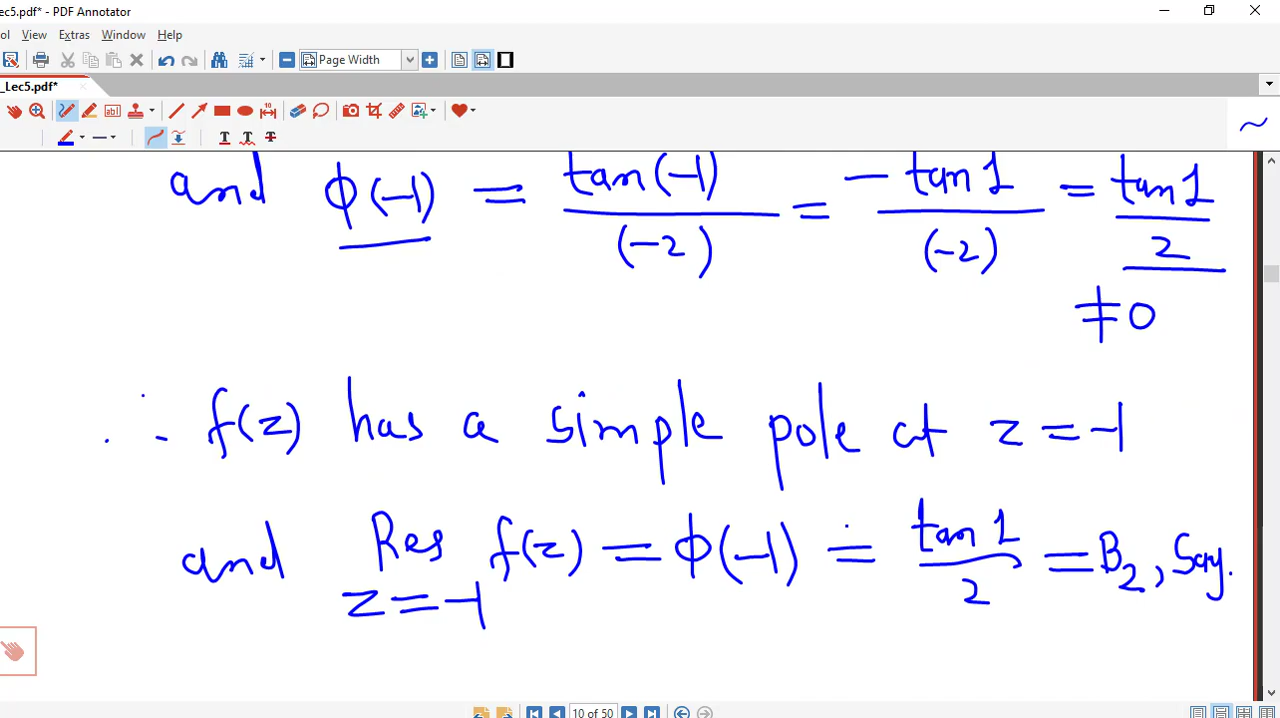 ec5.pdf* - PDF Annotator
ol View Extras Window Help
Page Width
_Lec5.pdf*
and ϕ(-1) = tan(-1)/(-2) = -tan1/(-2) = tan1/2
≠0
∴ f(z) has a simple pole at z = -1
and Res f(z) = ϕ(-1) = tan1/2 = B₂, Say.
z = -1
10 of 50